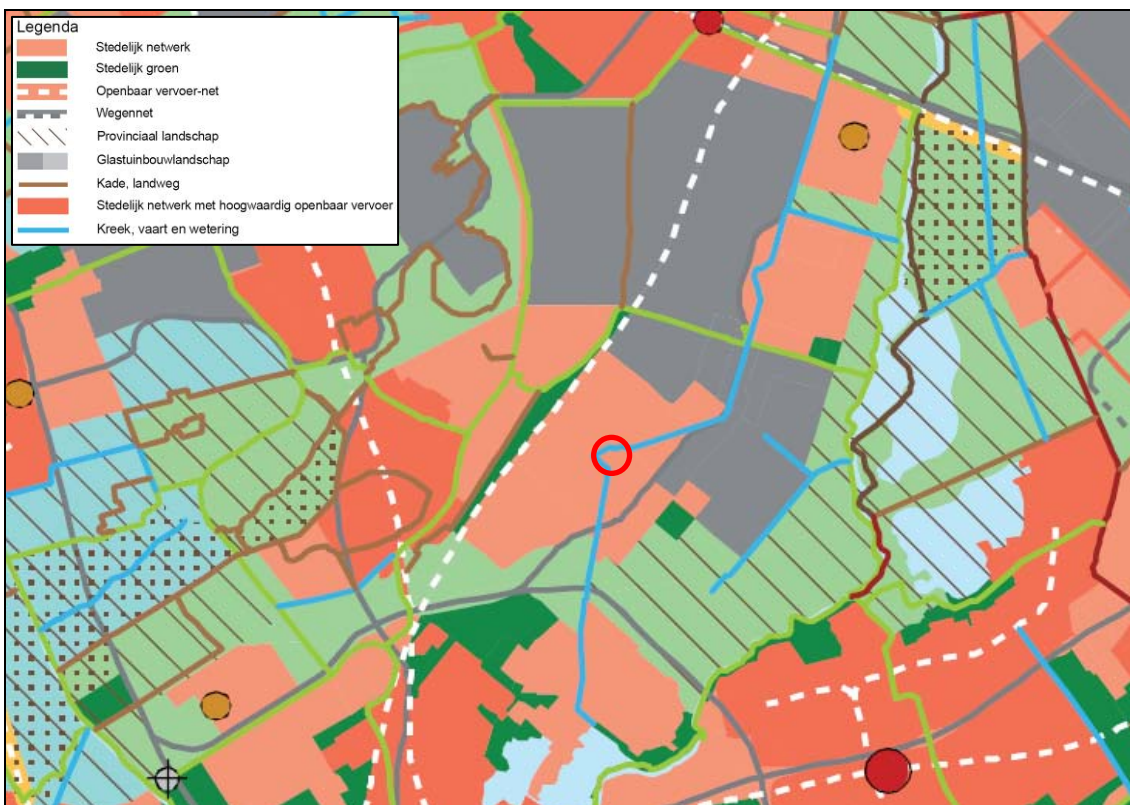 Legenda
Stedelijk netwerk
Stedelijk groen
Openbaar vervoer-net
Wegennet
Provinciaal landschap
Glastuinbouwlandschap
Kade, landweg
Stedelijk netwerk met hoogwaardig openbaar vervoer
Kreek, vaart en wetering